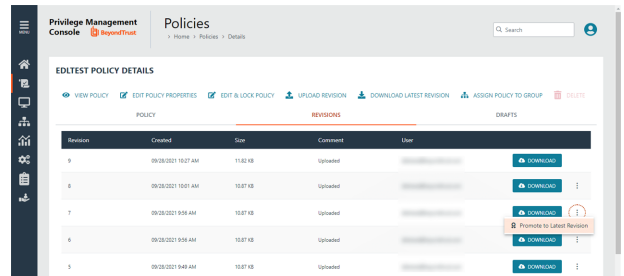 MENU
Privilege Management
Console BeyondTrust
Policies
> Home > Policies > Details
Search
EDLTEST POLICY DETAILS
VIEW POLICY EDIT POLICY PROPERTIES EDIT & LOCK POLICY UPLOAD REVISION DOWNLOAD LATEST REVISION ASSIGN POLICY TO GROUP DELETE
POLICY REVISIONS DRAFTS
Revision Created Size Comment User
9 09/28/2021 10:27 AM 11.82 KB Uploaded DOWNLOAD
8 09/28/2021 10:01 AM 10.87 KB Uploaded DOWNLOAD
7 09/28/2021 9:56 AM 10.87 KB Uploaded DOWNLOAD
Promote to Latest Revision
6 09/28/2021 9:56 AM 10.87 KB Uploaded DOWNLOAD
5 09/28/2021 9:49 AM 10.87 KB Uploaded DOWNLOAD